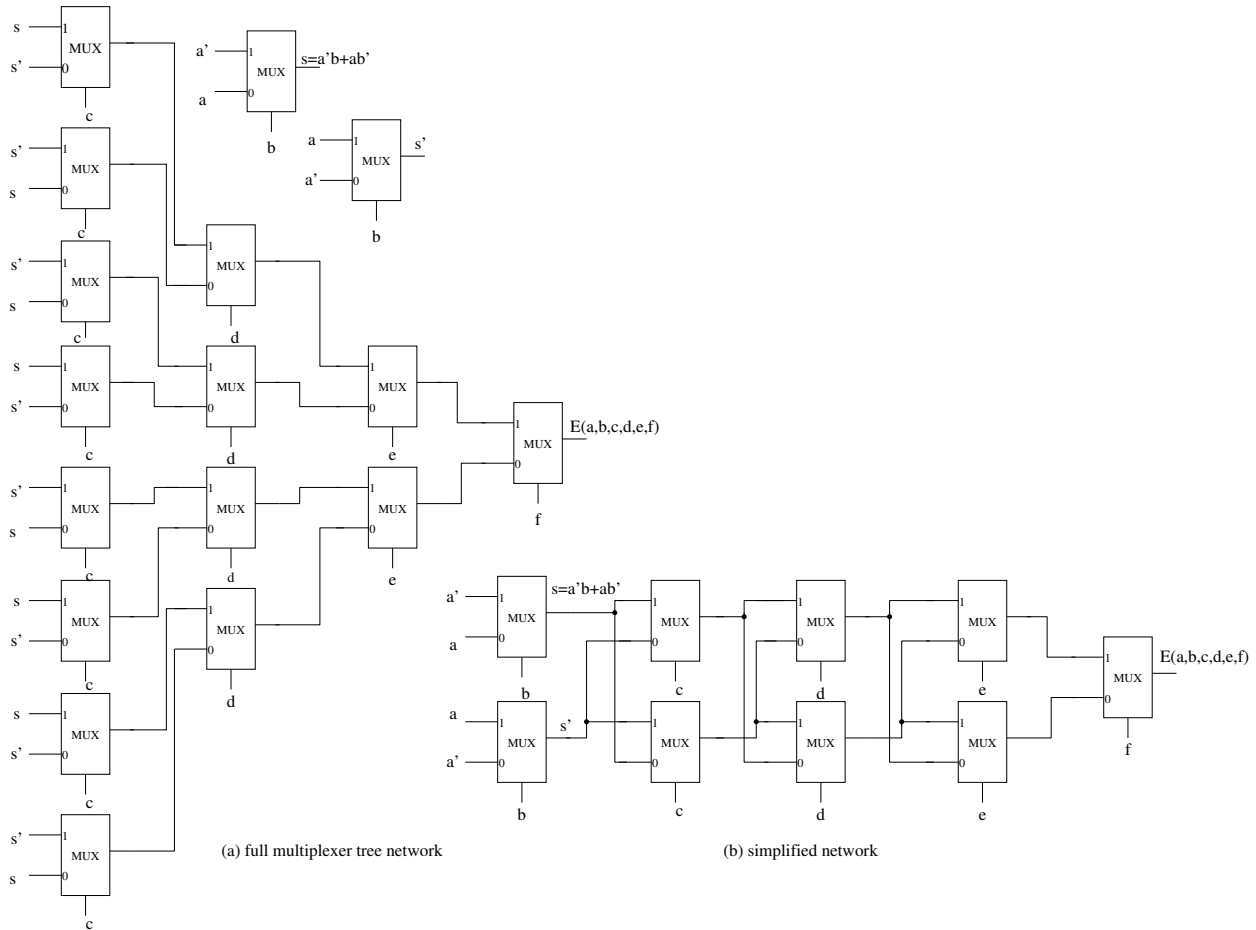 s
1
MUX
s'
0
c
a'
1
MUX
s=a'b+ab'
a
0
b
s'
1
MUX
s
0
c
a
1
MUX
s'
a'
0
b
s'
1
MUX
s
0
c
1
MUX
0
d
s
1
MUX
s'
0
c
1
MUX
0
d
1
MUX
0
e
1
MUX
0
f
E(a,b,c,d,e,f)
s'
1
MUX
s
0
c
1
MUX
0
d
1
MUX
0
e
s
1
MUX
s'
0
c
1
MUX
0
d
s
1
MUX
s'
0
c
s'
1
MUX
s
0
c
(a) full multiplexer tree network
a'
1
MUX
s=a'b+ab'
a
0
b
1
MUX
0
c
1
MUX
0
d
1
MUX
0
e
1
MUX
0
f
E(a,b,c,d,e,f)
a
1
MUX
s'
a'
0
b
1
MUX
0
c
1
MUX
0
d
1
MUX
0
e
(b) simplified network